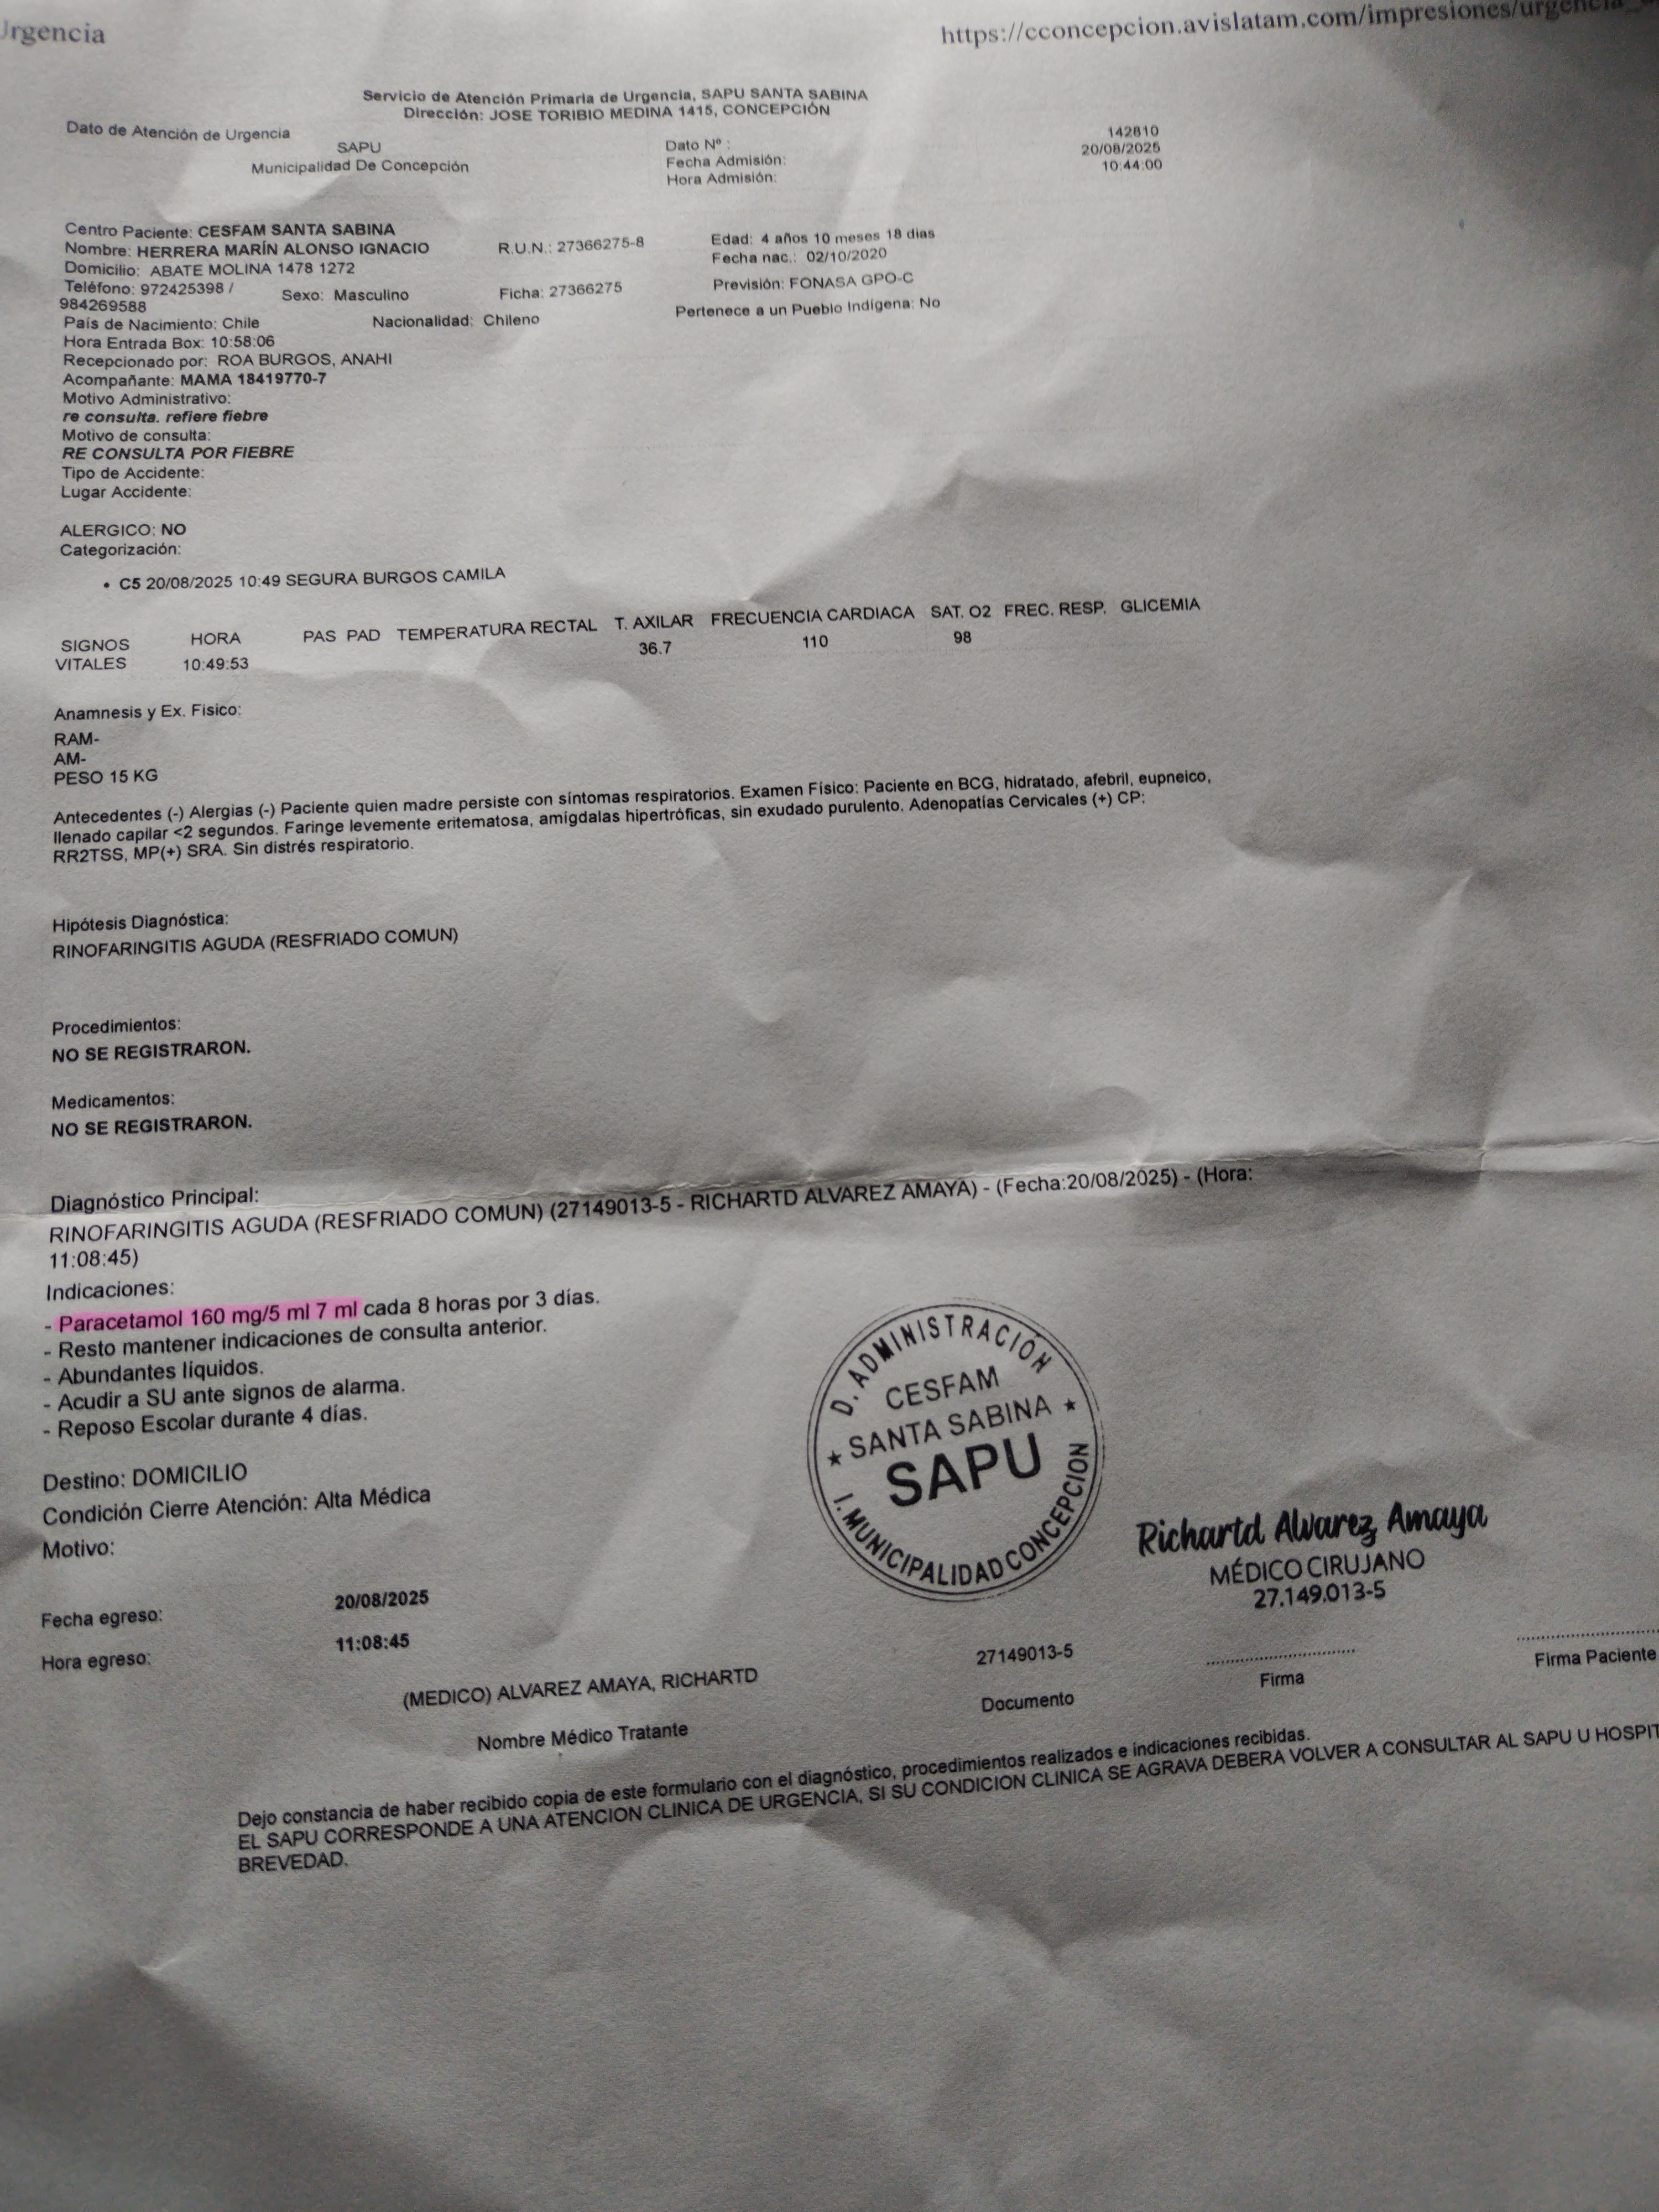 Urgencia
https://cconcepcion.avislatam.com/impresiones/urgencia_
Servicio de Atención Primaria de Urgencia, SAPU SANTA SABINA
Dirección: JOSE TORIBIO MEDINA 1415, CONCEPCIÓN
Dato de Atención de Urgencia
SAPU
Municipalidad De Concepción
Dato Nº : 142810
Fecha Admisión: 20/08/2025
Hora Admisión: 10:44:00
Centro Paciente: CESFAM SANTA SABINA
Nombre: HERRERA MARÍN ALONSO IGNACIO R.U.N.: 27366275-8 Edad: 4 años 10 meses 18 dias
Domicilio: ABATE MOLINA 1478 1272 Fecha nac.: 02/10/2020
Teléfono: 972425398 / 984269588 Sexo: Masculino Ficha: 27366275 Previsión: FONASA GPO-C
País de Nacimiento: Chile Nacionalidad: Chileno Pertenece a un Pueblo Indígena: No
Hora Entrada Box: 10:58:06
Recepcionado por: ROA BURGOS, ANAHI
Acompañante: MAMA 18419770-7
Motivo Administrativo:
re consulta. refiere fiebre
Motivo de consulta:
RE CONSULTA POR FIEBRE
Tipo de Accidente:
Lugar Accidente:
ALERGICO: NO
Categorización:
• C5 20/08/2025 10:49 SEGURA BURGOS CAMILA
SIGNOS VITALES HORA PAS PAD TEMPERATURA RECTAL T. AXILAR FRECUENCIA CARDIACA SAT. O2 FREC. RESP. GLICEMIA
10:49:53 36.7 110 98
Anamnesis y Ex. Fisico:
RAM-
AM-
PESO 15 KG
Antecedentes (-) Alergias (-) Paciente quien madre persiste con síntomas respiratorios. Examen Físico: Paciente en BCG, hidratado, afebril, eupneico,
llenado capilar <2 segundos. Faringe levemente eritematosa, amígdalas hipertróficas, sin exudado purulento. Adenopatías Cervicales (+) CP:
RR2TSS, MP(+) SRA. Sin distrés respiratorio.
Hipótesis Diagnóstica:
RINOFARINGITIS AGUDA (RESFRIADO COMUN)
Procedimientos:
NO SE REGISTRARON.
Medicamentos:
NO SE REGISTRARON.
Diagnóstico Principal:
RINOFARINGITIS AGUDA (RESFRIADO COMUN) (27149013-5 - RICHARTD ALVAREZ AMAYA) - (Fecha:20/08/2025) - (Hora:
11:08:45)
Indicaciones:
- Paracetamol 160 mg/5 ml 7 ml cada 8 horas por 3 días.
- Resto mantener indicaciones de consulta anterior.
- Abundantes líquidos.
- Acudir a SU ante signos de alarma.
- Reposo Escolar durante 4 días.
Destino: DOMICILIO
Condición Cierre Atención: Alta Médica
Motivo:
D. ADMINISTRACIÓN
CESFAM
★ SANTA SABINA ★
SAPU
I. MUNICIPALIDAD CONCEPCION
Richartd Alvarez Amaya
MÉDICO CIRUJANO
27.149.013-5
Fecha egreso: 20/08/2025
Hora egreso: 11:08:45
(MEDICO) ALVAREZ AMAYA, RICHARTD
Nombre Médico Tratante
27149013-5
Documento
Firma
Firma Paciente
Dejo constancia de haber recibido copia de este formulario con el diagnóstico, procedimientos realizados e indicaciones recibidas.
EL SAPU CORRESPONDE A UNA ATENCION CLINICA DE URGENCIA, SI SU CONDICION CLINICA SE AGRAVA DEBERA VOLVER A CONSULTAR AL SAPU U HOSPIT
BREVEDAD.